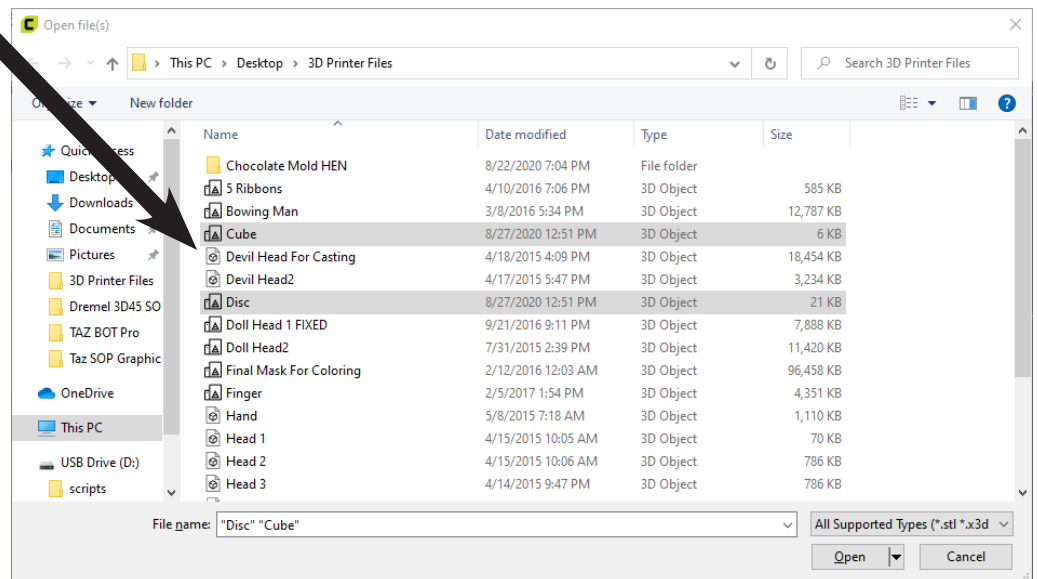 Open file(s)
This PC > Desktop > 3D Printer Files
Search 3D Printer Files
New folder
Name Date modified Type Size
Quick access
Desktop
Downloads
Documents
Pictures
3D Printer Files
Dremel 3D45 SO
TAZ BOT Pro
Taz SOP Graphic
OneDrive
This PC
USB Drive (D:)
scripts
Chocolate Mold HEN 8/22/2020 7:04 PM File folder
5 Ribbons 4/10/2016 7:06 PM 3D Object 585 KB
Bowing Man 3/8/2016 5:34 PM 3D Object 12,787 KB
Cube 8/27/2020 12:51 PM 3D Object 6 KB
Devil Head For Casting 4/18/2015 4:09 PM 3D Object 18,454 KB
Devil Head2 4/17/2015 5:47 PM 3D Object 3,234 KB
Disc 8/27/2020 12:51 PM 3D Object 21 KB
Doll Head 1 FIXED 9/21/2016 9:11 PM 3D Object 7,888 KB
Doll Head2 7/31/2015 2:39 PM 3D Object 11,420 KB
Final Mask For Coloring 2/12/2016 12:03 AM 3D Object 96,458 KB
Finger 2/5/2017 1:54 PM 3D Object 4,351 KB
Hand 5/8/2015 7:18 AM 3D Object 1,110 KB
Head 1 4/15/2015 10:05 AM 3D Object 70 KB
Head 2 4/15/2015 10:06 AM 3D Object 786 KB
Head 3 4/14/2015 9:47 PM 3D Object 786 KB
File name: "Disc" "Cube"
All Supported Types (*.stl *.x3d
Open Cancel